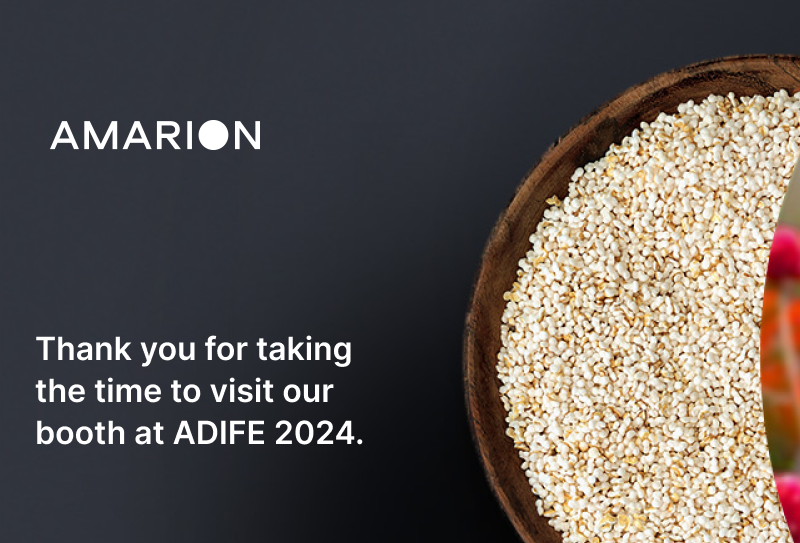 AMARION
Thank you for taking
the time to visit our
booth at ADIFE 2024.